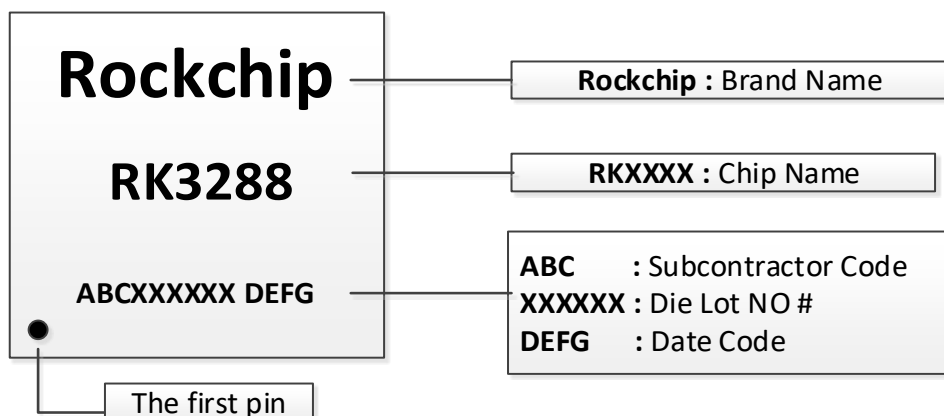 Rockchip
Rockchip : Brand Name
RK3288
RKXXXX : Chip Name
ABCXXXXXX DEFG
ABC : Subcontractor Code
XXXXXX : Die Lot NO #
DEFG : Date Code
The first pin